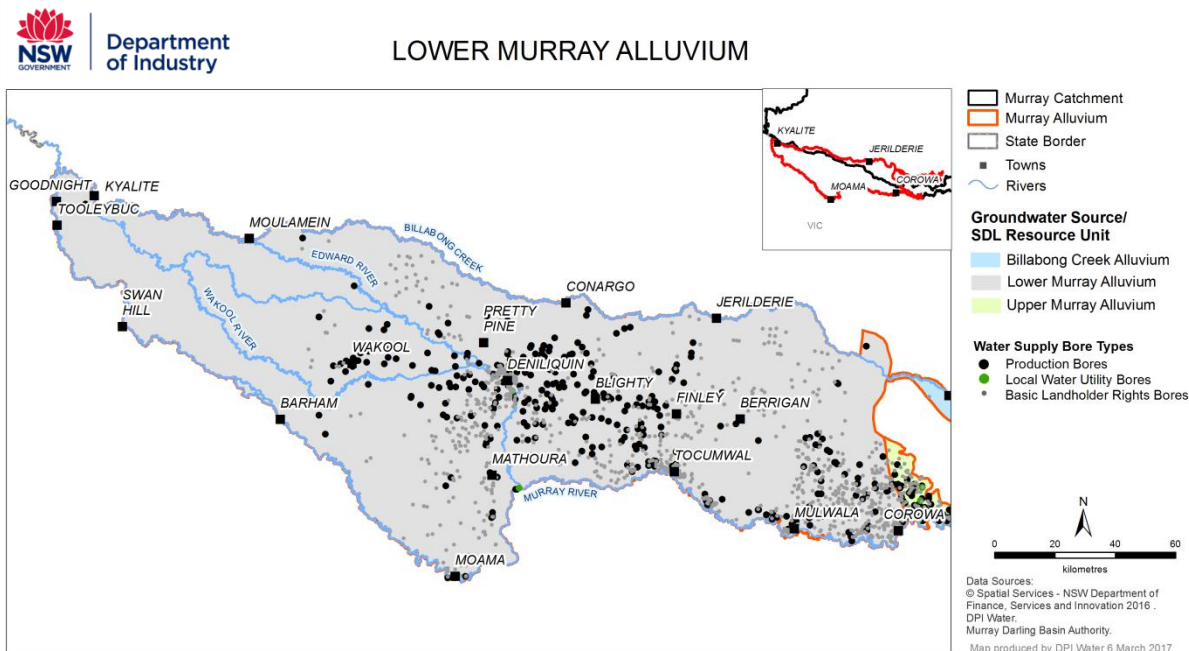 NSW
GOVERNMENT
Department
of Industry
LOWER MURRAY ALLUVIUM
GOODNIGHT
KYALITE
TOOLEYBUC
MOULAMEIN
EDWARD RIVER
BILLABONG CREEK
SWAN
HILL
WAKOOL RIVER
CONARGO
JERILDERIE
PRETTY
PINE
WAKOOL
DENILIQUIN
BLIGHTY
BARHAM
FINLEY
BERRIGAN
MATHOURA
TOCUMWAL
MURRAY RIVER
MULWALA
COROWA
MOAMA
KYALITE
JERILDERIE
MOAMA
COROWA
VIC
Murray Catchment
Murray Alluvium
State Border
Towns
Rivers
Groundwater Source/
SDL Resource Unit
Billabong Creek Alluvium
Lower Murray Alluvium
Upper Murray Alluvium
Water Supply Bore Types
Production Bores
Local Water Utility Bores
Basic Landholder Rights Bores
N
0 20 40 60
kilometres
Data Sources:
© Spatial Services - NSW Department of
Finance, Services and Innovation 2016 .
DPI Water.
Murray Darling Basin Authority.
Map produced by DPI Water 6 March 2017